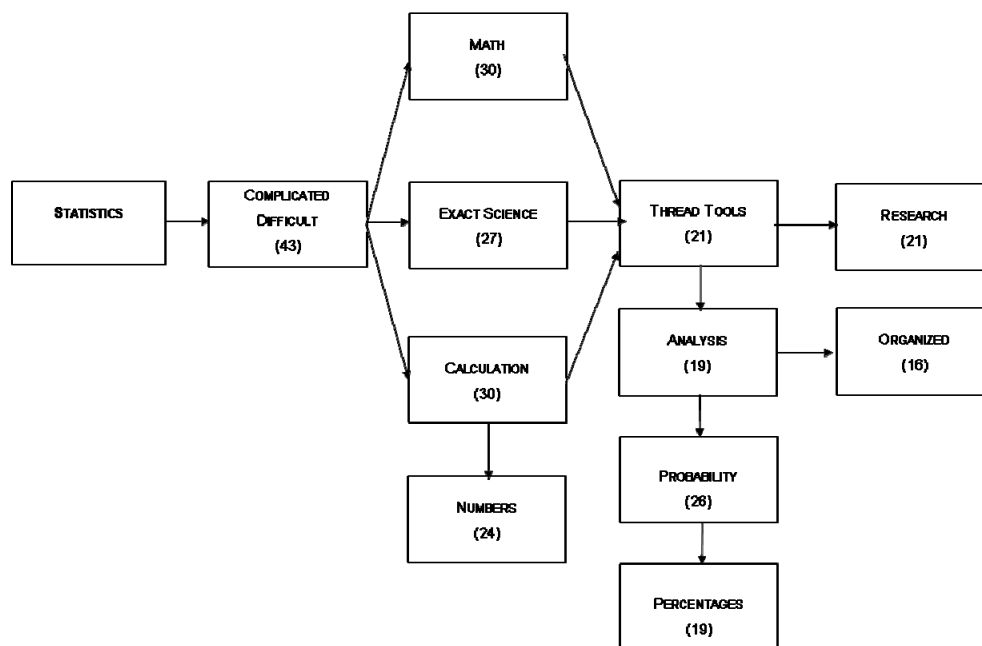 MATH
(30)
STATISTICS
COMPLICATED
DIFFICULT
(43)
EXACT SCIENCE
(27)
THREAD TOOLS
(21)
RESEARCH
(21)
CALCULATION
(30)
ANALYSIS
(19)
ORGANIZED
(16)
NUMBERS
(24)
PROBABILITY
(26)
PERCENTAGES
(19)